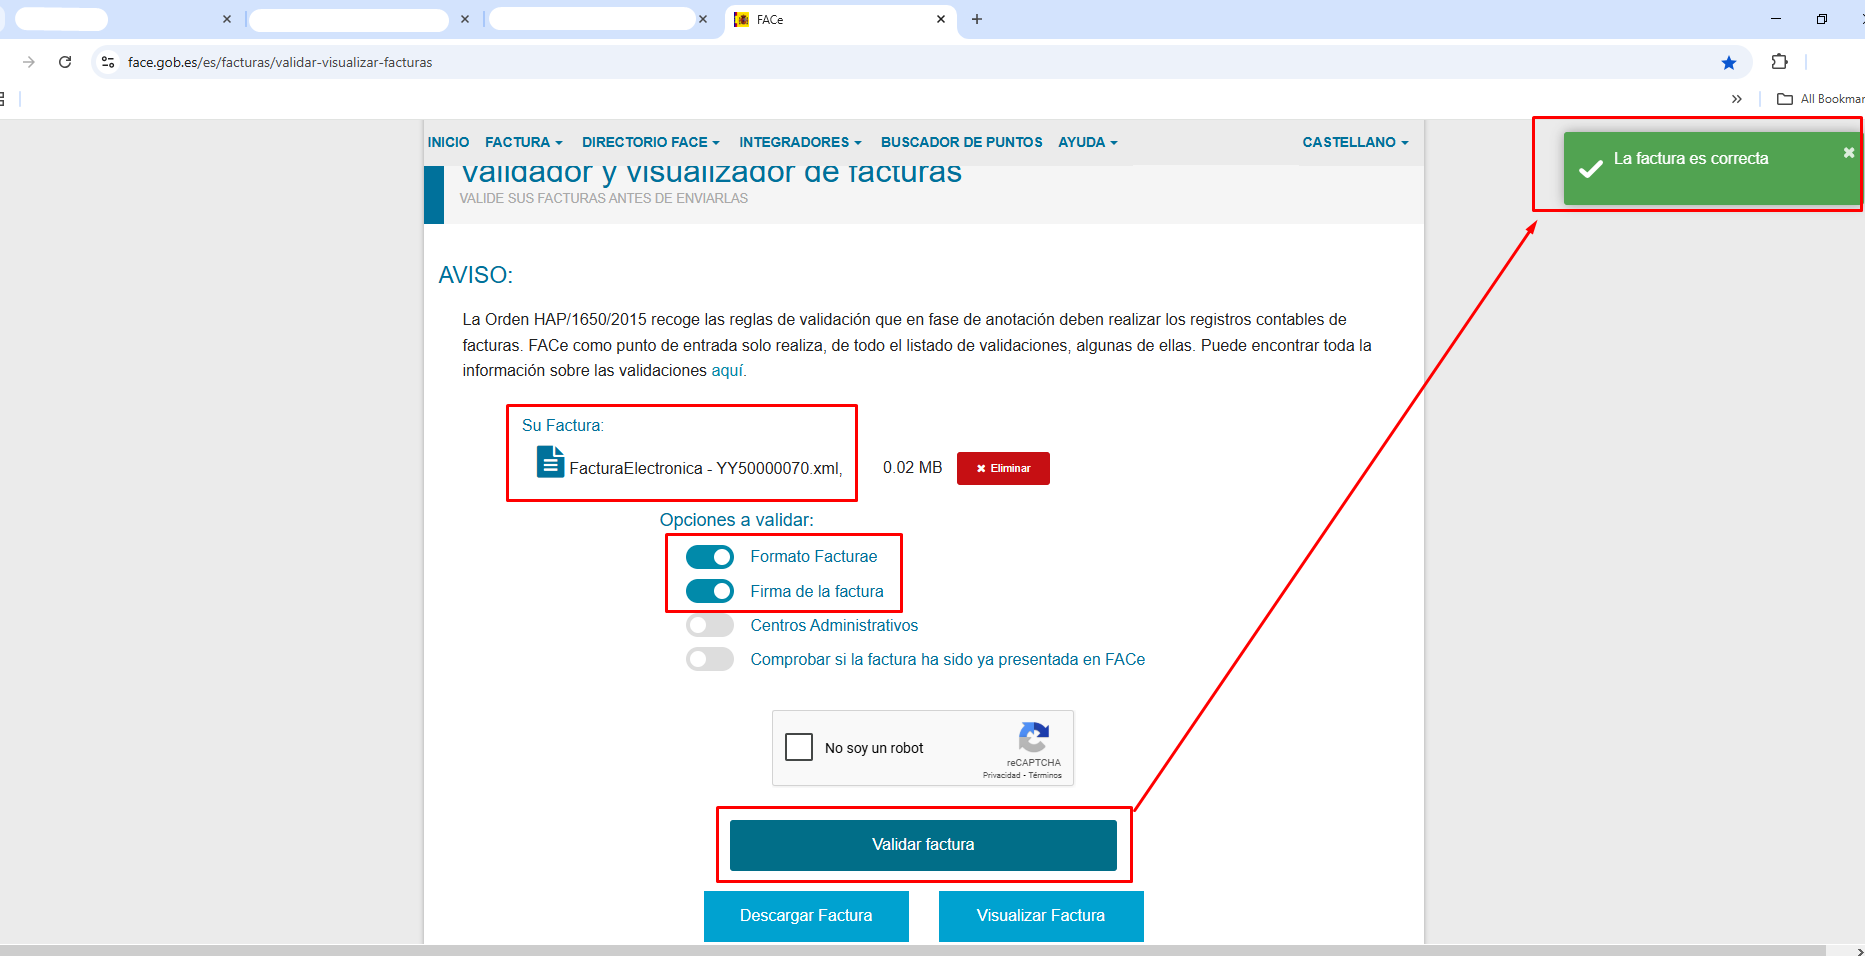 FACe
face.gob.es/es/facturas/validar-visualizar-facturas
All Bookmar
INICIO FACTURA DIRECTORIO FACE INTEGRADORES BUSCADOR DE PUNTOS AYUDA CASTELLANO
La factura es correcta
Validador y visualizador de facturas
VALIDE SUS FACTURAS ANTES DE ENVIARLAS
AVISO:
La Orden HAP/1650/2015 recoge las reglas de validación que en fase de anotación deben realizar los registros contables de
facturas. FACe como punto de entrada solo realiza, de todo el listado de validaciones, algunas de ellas. Puede encontrar toda la
información sobre las validaciones aquí.
Su Factura:
FacturaElectronica - YY50000070.xml, 0.02 MB Eliminar
Opciones a validar:
Formato Facturae
Firma de la factura
Centros Administrativos
Comprobar si la factura ha sido ya presentada en FACe
No soy un robot
reCAPTCHA
Privacidad - Términos
Validar factura
Descargar Factura Visualizar Factura